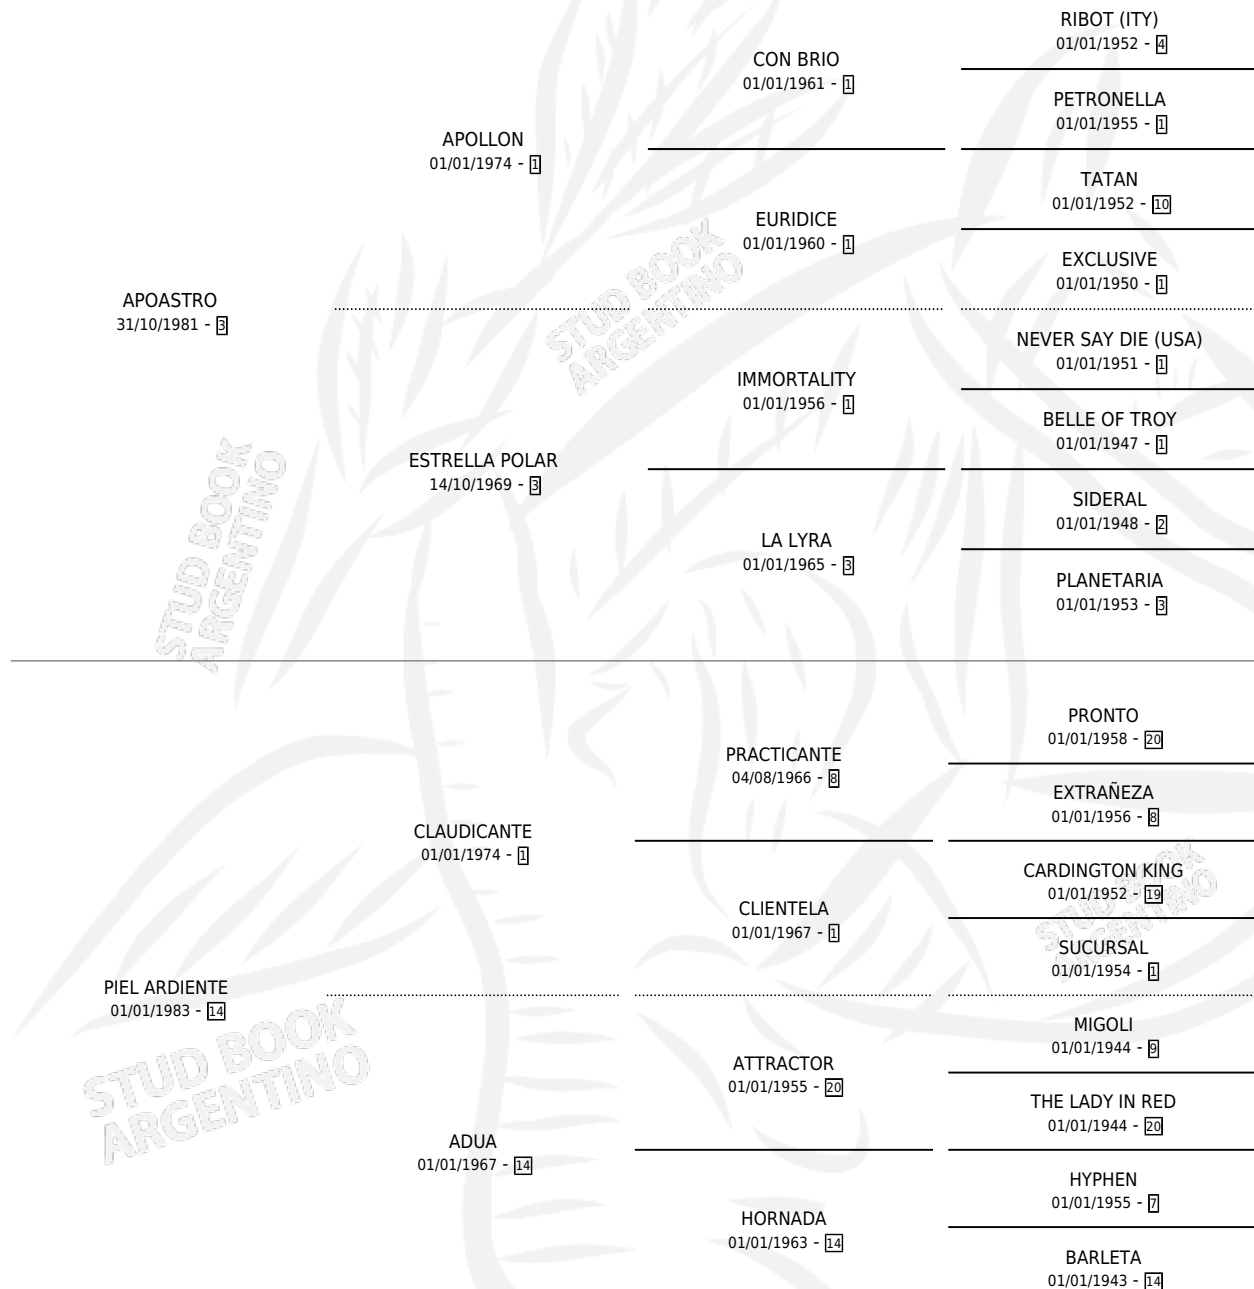 RIBOT (ITY)
01/01/1952 - 4
CON BRIO
01/01/1961 - 1
PETRONELLA
01/01/1955 - 1
APOLLON
01/01/1974 - 1
TATAN
01/01/1952 - 10
EURIDICE
01/01/1960 - 1
EXCLUSIVE
01/01/1950 - 1
APOASTRO
31/10/1981 - 3
NEVER SAY DIE (USA)
01/01/1951 - 1
IMMORTALITY
01/01/1956 - 1
BELLE OF TROY
01/01/1947 - 1
ESTRELLA POLAR
14/10/1969 - 3
SIDERAL
01/01/1948 - 2
LA LYRA
01/01/1965 - 3
PLANETARIA
01/01/1953 - 3
PRONTO
01/01/1958 - 20
PRACTICANTE
04/08/1966 - 8
EXTRAÑEZA
01/01/1956 - 8
CLAUDICANTE
01/01/1974 - 1
CARDINGTON KING
01/01/1952 - 19
CLIENTELA
01/01/1967 - 1
SUCURSAL
01/01/1954 - 1
PIEL ARDIENTE
01/01/1983 - 14
MIGOLI
01/01/1944 - 9
ATTRACTOR
01/01/1955 - 20
THE LADY IN RED
01/01/1944 - 20
ADUA
01/01/1967 - 14
HYPHEN
01/01/1955 - 7
HORNADA
01/01/1963 - 14
BARLETA
01/01/1943 - 14
STUD BOOK
ARGENTINO
STUD BOOK
ARGENTINO
STUD BOOK
ARGENTINO
STUD BOOK
ARGENTINO